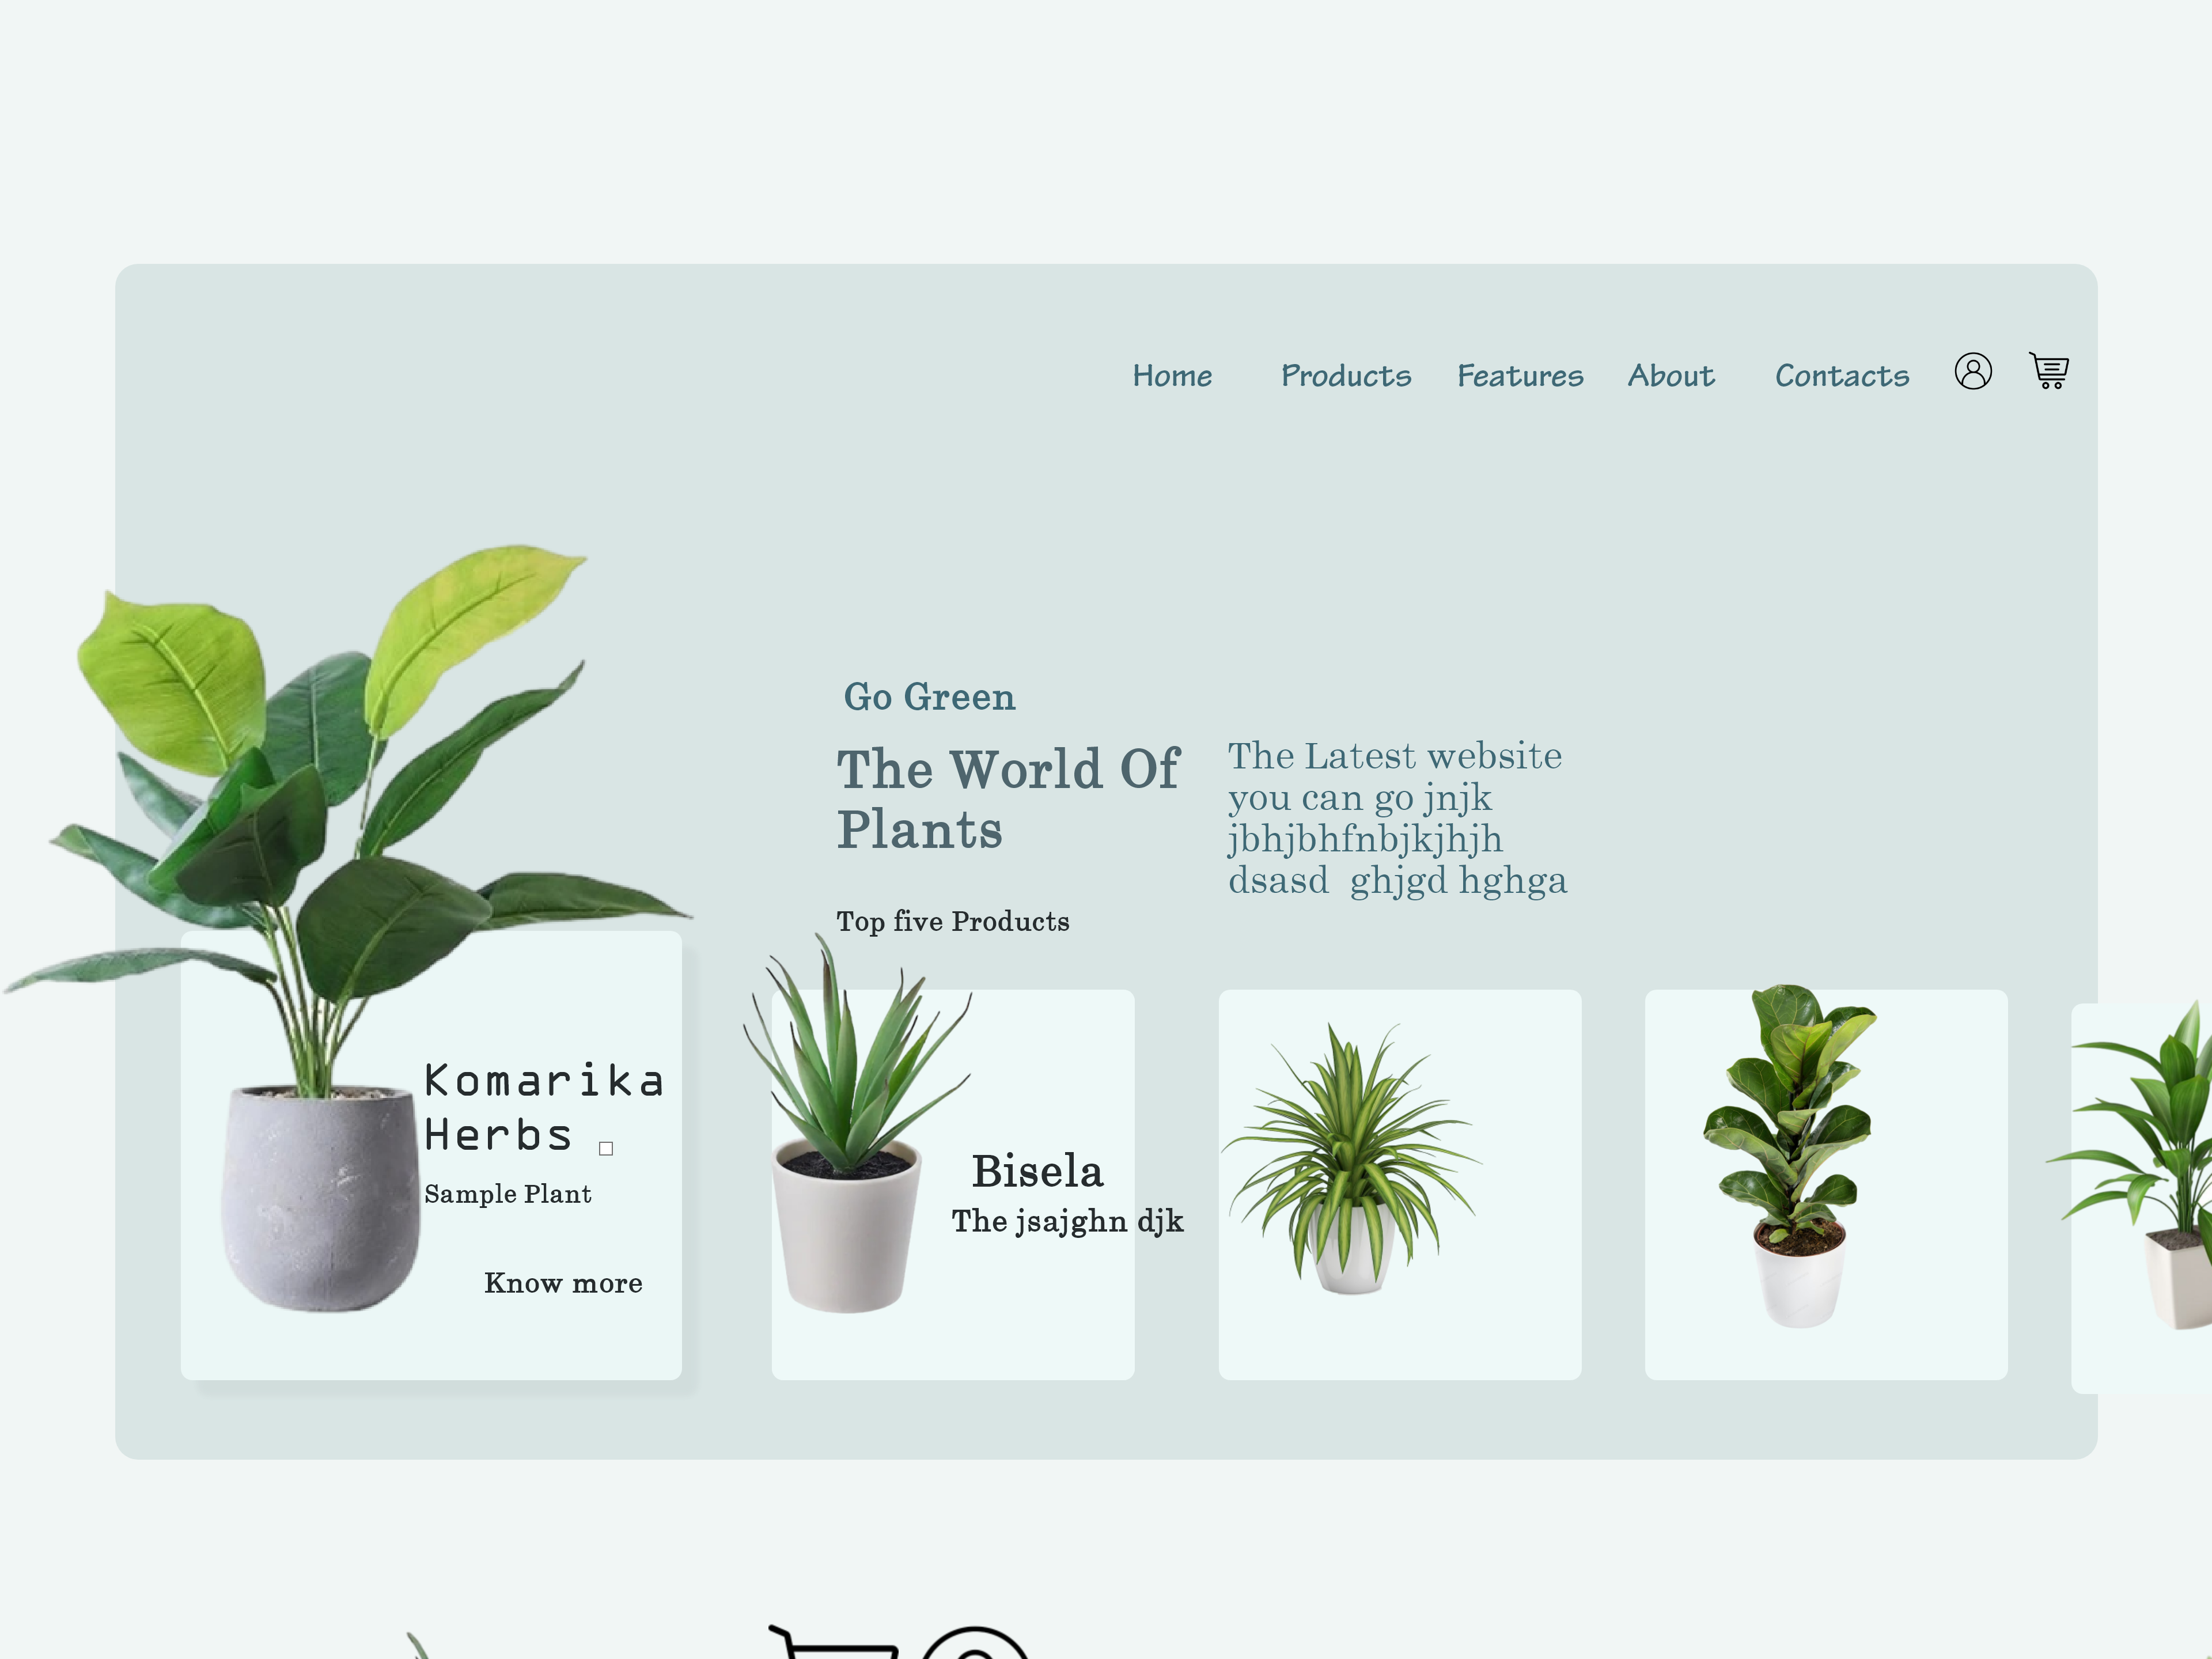 Home Products Features About Contacts
Go Green
The World Of
Plants
The Latest website
you can go jnjk
jbhjbhfnbjkjhjh
dsasd  ghjgd hghga
Top five Products
Komarika
Herbs
Sample Plant
Know more
Bisela
The jsajghn djk